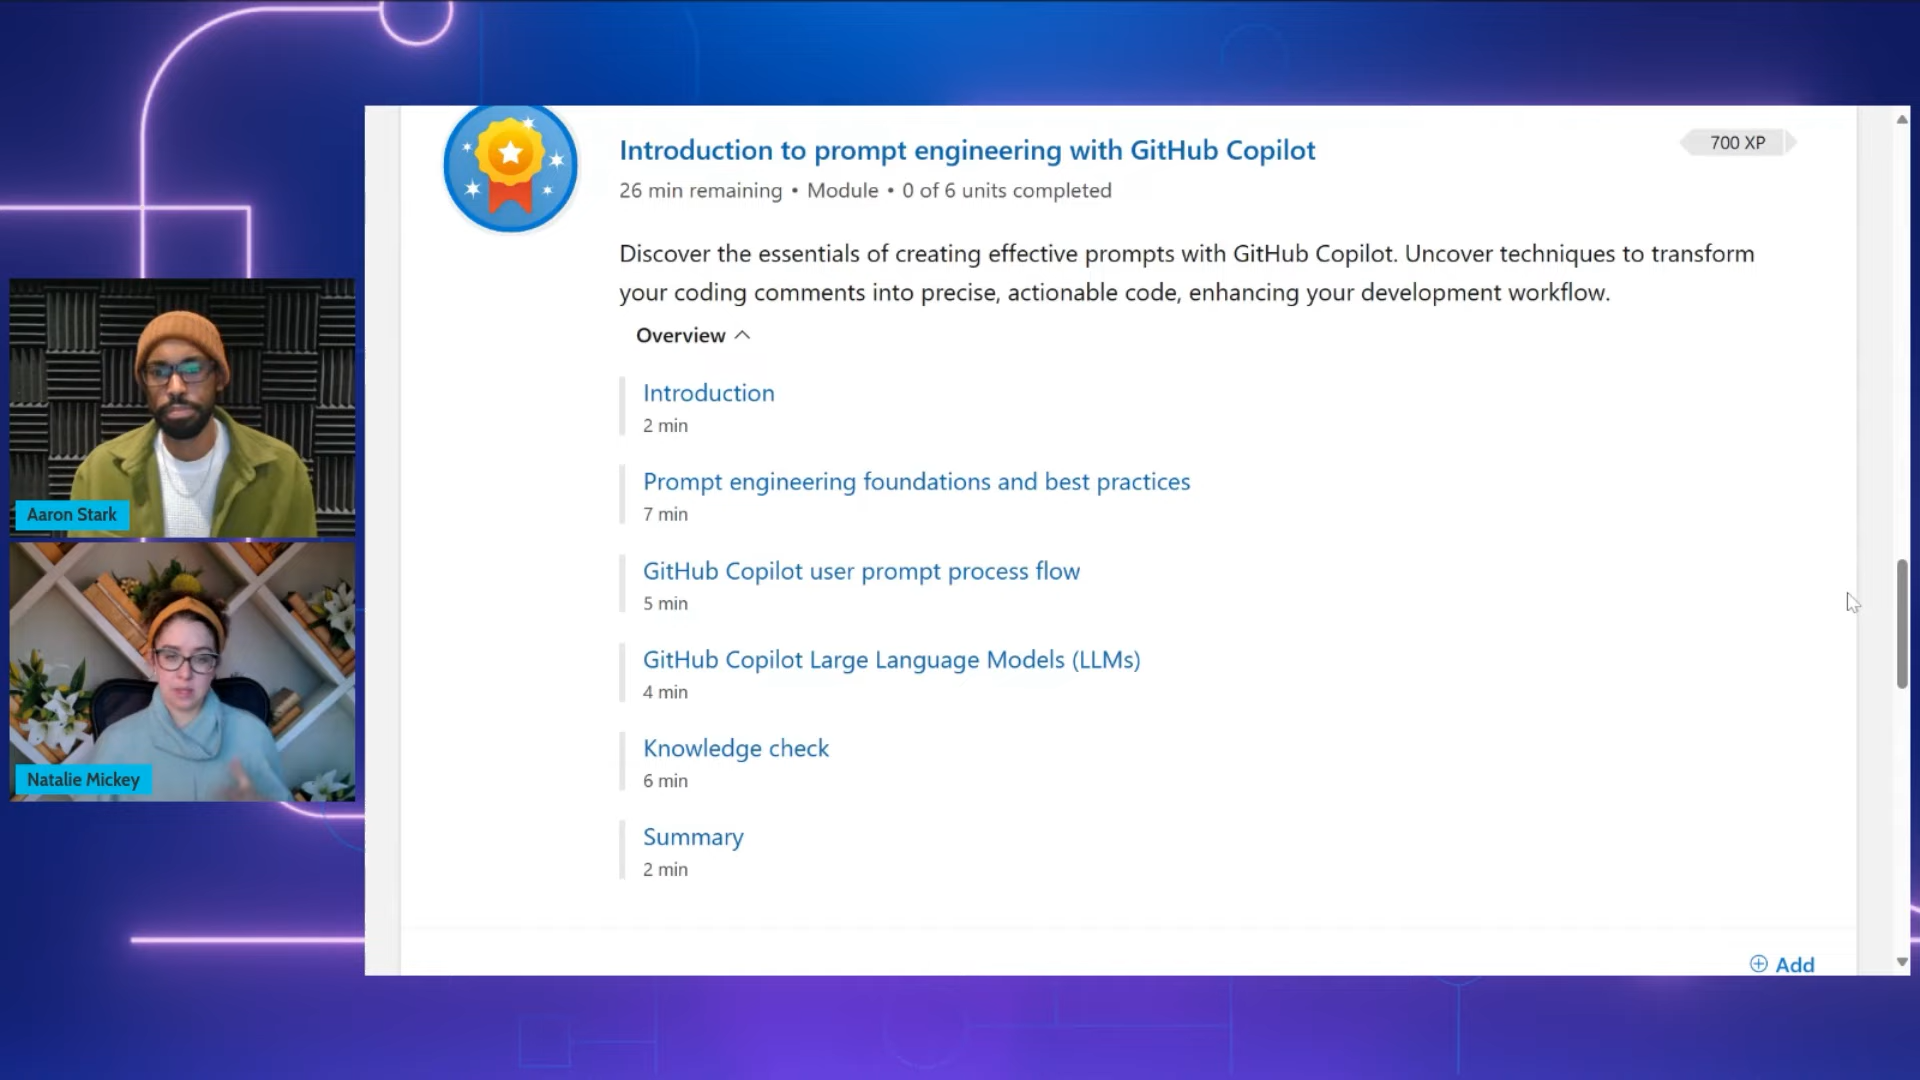 Introduction to prompt engineering with GitHub Copilot
700 XP
26 min remaining • Module • 0 of 6 units completed
Discover the essentials of creating effective prompts with GitHub Copilot. Uncover techniques to transform
your coding comments into precise, actionable code, enhancing your development workflow.
Overview
Introduction
2 min
Prompt engineering foundations and best practices
7 min
GitHub Copilot user prompt process flow
5 min
GitHub Copilot Large Language Models (LLMs)
4 min
Knowledge check
6 min
Summary
2 min
Add
Aaron Stark
Natalie Mickey